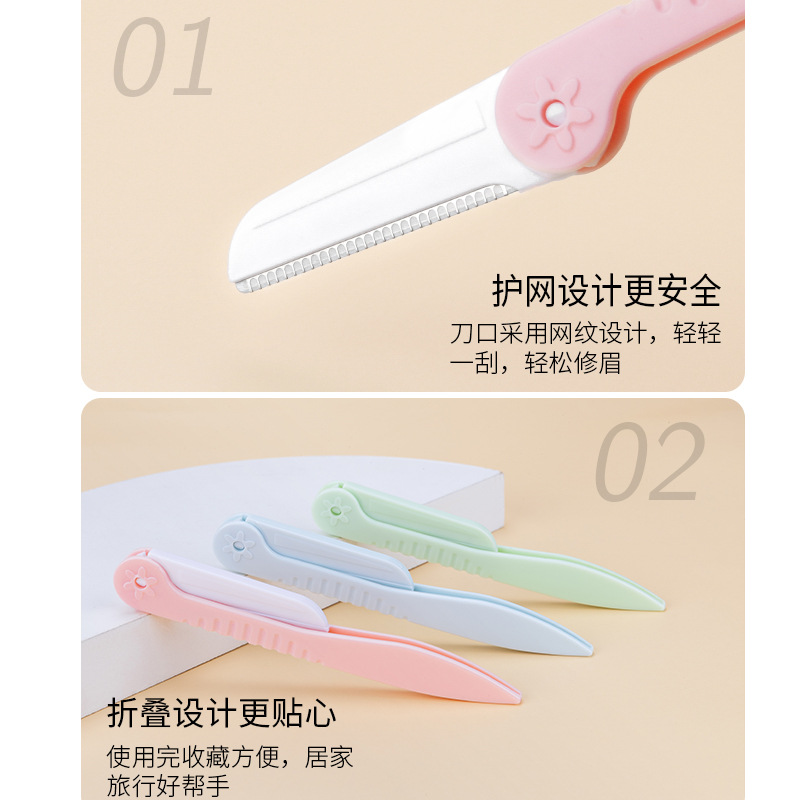 01
护网设计更安全
刀口采用网纹设计，轻轻
一刮，轻松修眉
02
折叠设计更贴心
使用完收藏方便，居家
旅行好帮手